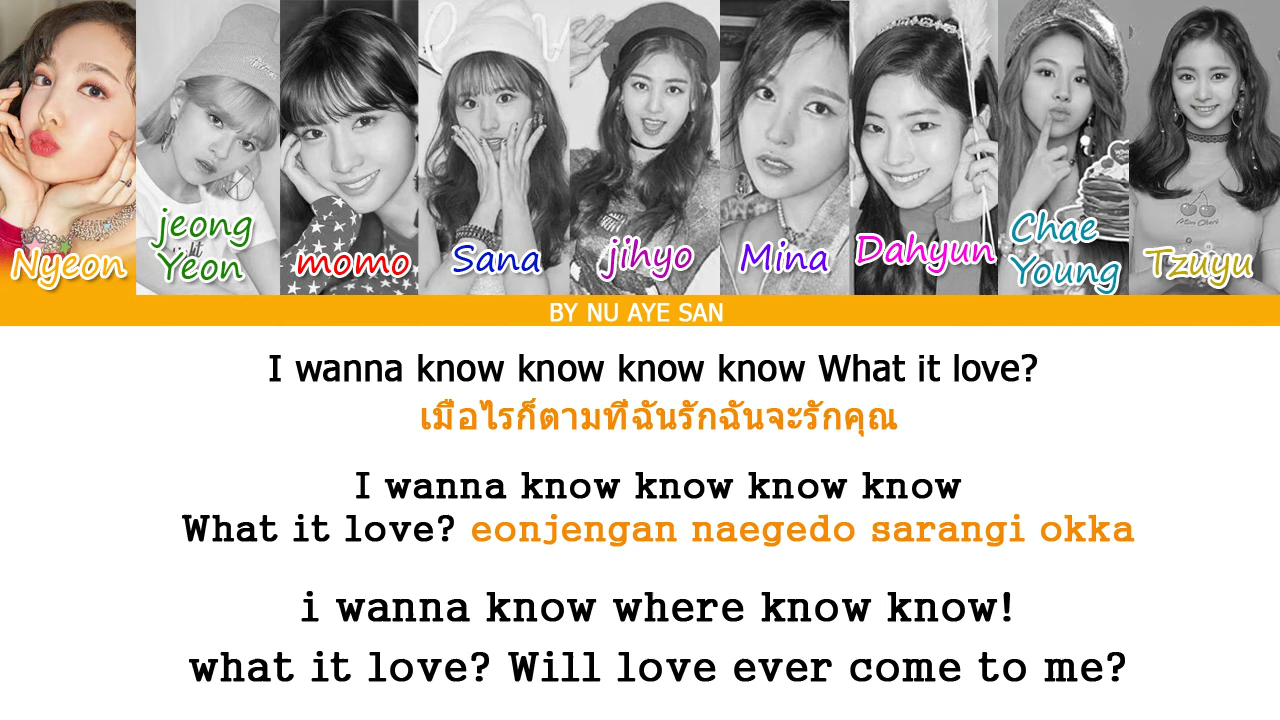 Nyeon
jeong
Yeon
momo
Sana
jihyo
Mina
Dahyun
Chae
Young
Tzuyu
BY NU AYE SAN
I wanna know know know know What it love?
เมื่อไรก็ตามที่ฉันรักฉันจะรักคุณ
I wanna know know know know
What it love? eonjengan naegedo sarangi okka
i wanna know where know know!
what it love? Will love ever come to me?